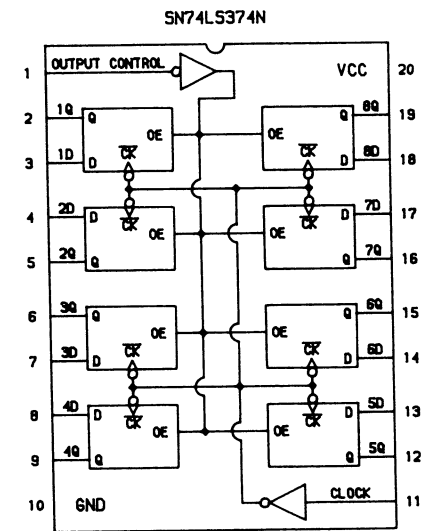 SN74LS374N
1 OUTPUT CONTROL VCC 20
2 1Q Q OE OE Q 8Q 19
3 1D D CK CK D 8D 18
4 2D D CK CK D 7D 17
5 2Q Q OE OE Q 7Q 16
6 3Q Q OE OE Q 6Q 15
7 3D D CK CK D 6D 14
8 4D D CK CK D 5D 13
9 4Q Q OE OE Q 5Q 12
10 GND CLOCK 11